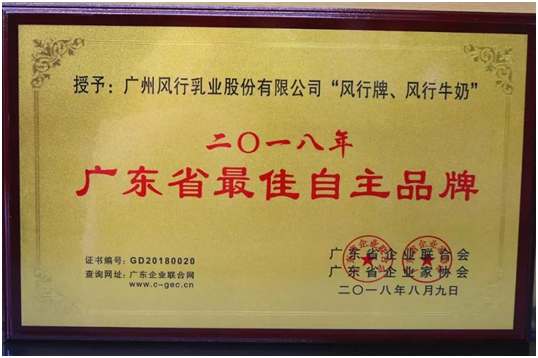 授予：广州风行乳业股份有限公司“风行牌、风行牛奶”
二〇一八年
广东省最佳自主品牌
证书编号：GD20180020
查询网址：广东企业联合网
www.c-gec.cn
广东省企业联合会
广东省企业家协会
二〇一八年八月九日